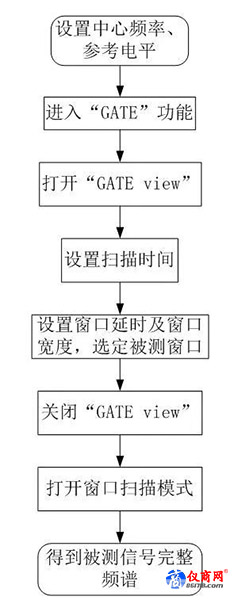 设置中心频率、
参考电平
进入“GATE”功能
打开“GATE view”
设置扫描时间
设置窗口延时及窗口
宽度，选定被测窗口
关闭“GATE view”
打开窗口扫描模式
得到被测信号完整
频谱
仪商网
861718.com